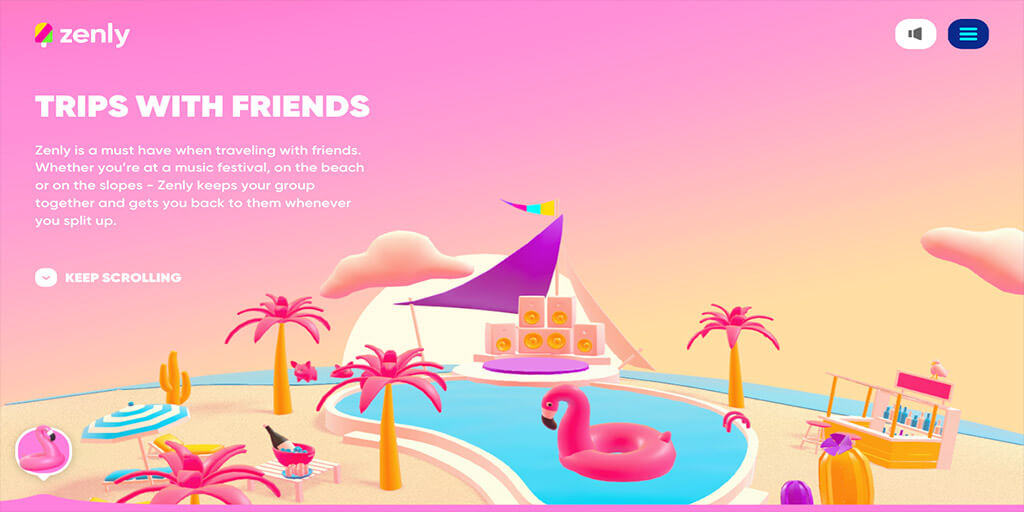 zenly
TRIPS WITH FRIENDS
Zenly is a must have when traveling with friends.
Whether you're at a music festival, on the beach
or on the slopes – Zenly keeps your group
together and gets you back to them whenever
you split up.
KEEP SCROLLING